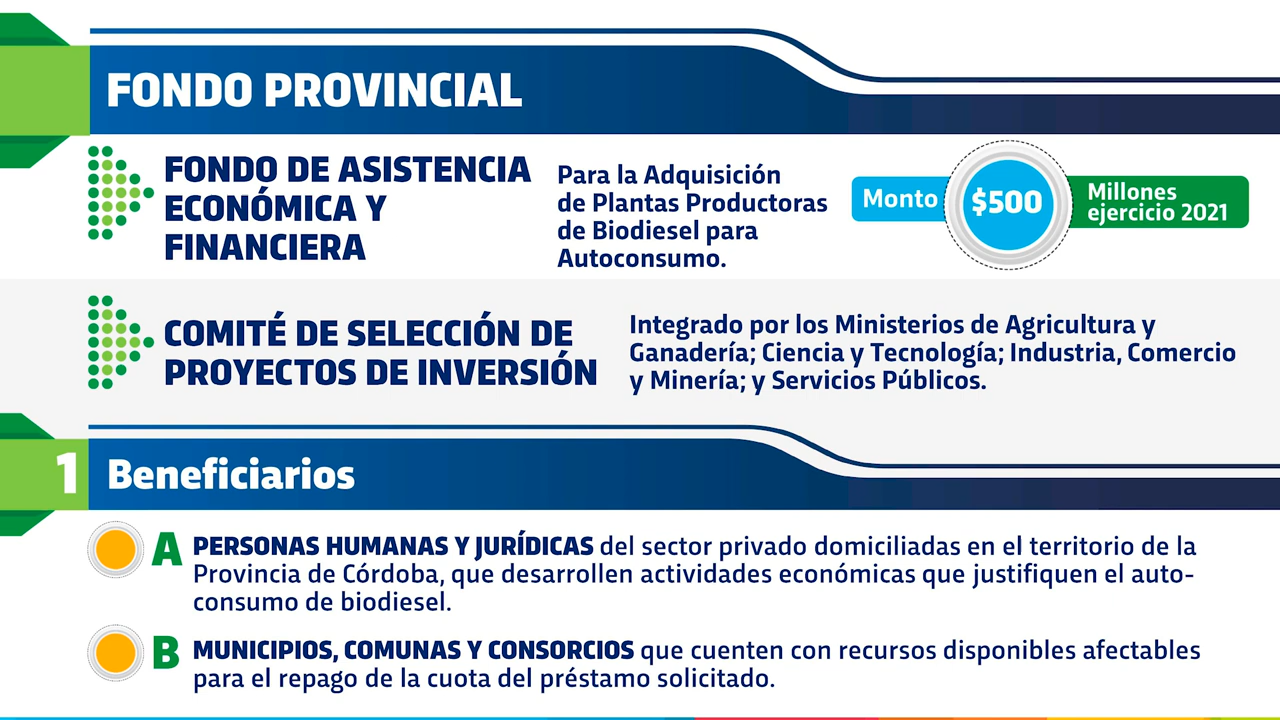 FONDO PROVINCIAL
FONDO DE ASISTENCIA
ECONÓMICA Y
FINANCIERA
Para la Adquisición
de Plantas Productoras
de Biodiesel para
Autoconsumo.
Monto
$500
Millones
ejercicio 2021
COMITÉ DE SELECCIÓN DE
PROYECTOS DE INVERSIÓN
Integrado por los Ministerios de Agricultura y
Ganadería; Ciencia y Tecnología; Industria, Comercio
y Minería; y Servicios Públicos.
1 Beneficiarios
A PERSONAS HUMANAS Y JURÍDICAS del sector privado domiciliadas en el territorio de la
Provincia de Córdoba, que desarrollen actividades económicas que justifiquen el auto-
consumo de biodiesel.
B MUNICIPIOS, COMUNAS Y CONSORCIOS que cuenten con recursos disponibles afectables
para el repago de la cuota del préstamo solicitado.